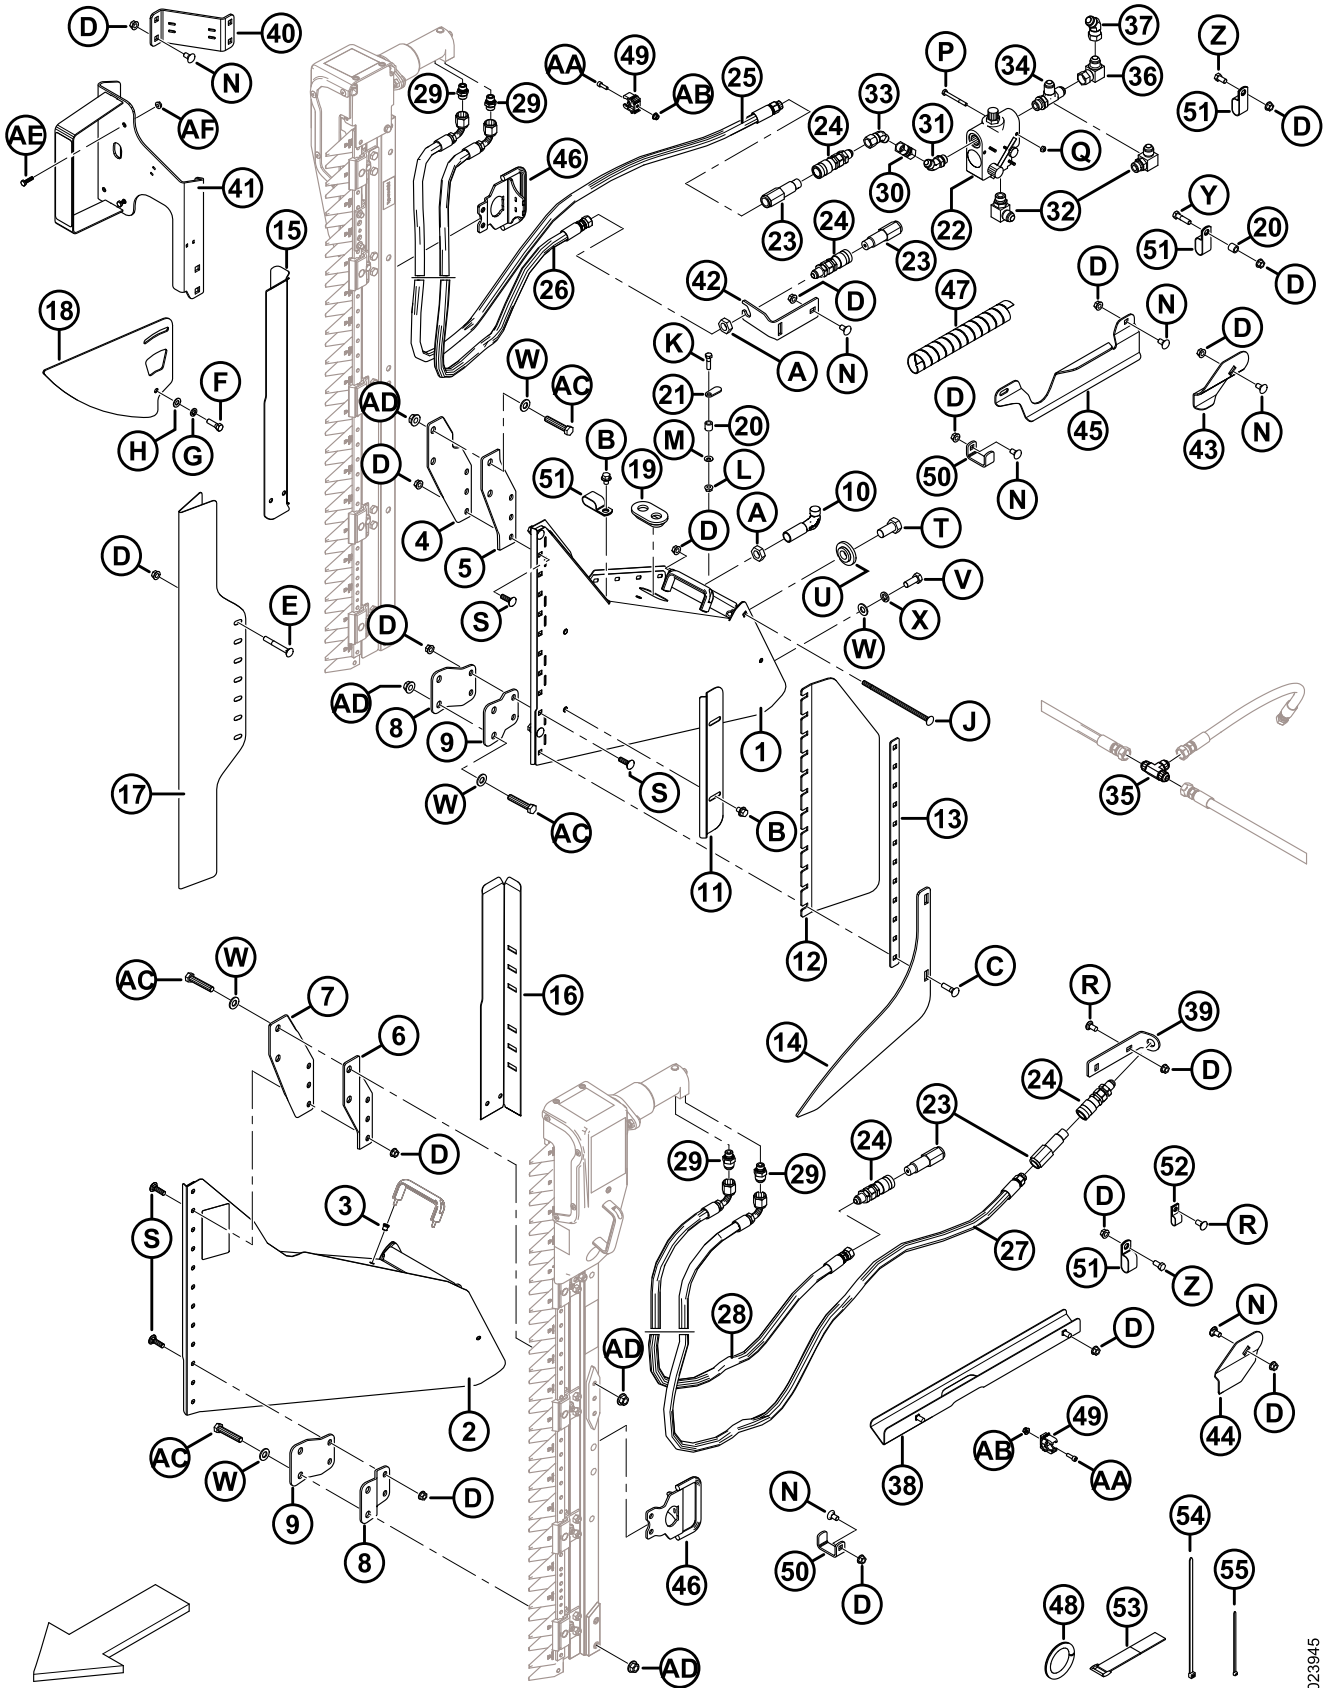 D 40 N
AE AF 41
29 29
AA 49 AB 25
46 26
15 18
F G H
33 24 31 30 23 22
P Q 34 37 36 32
Z 51 D
Y 51 20 D
24 23 42 D A N
47 D N 45
D 43 N
D 50 N
W AC AD
K 21 20 M L
B 51 19 D
A 10 T U V X W
D 4 5 S
D E 17
D AD 8 9
W AC S B
1 J 11 12 13
35
C 14
AC W 7 6 D
16
S 3 2
29 29 24 23
R 39 D 24
27 28
52 R D 51 Z
N D 44
D 38 49 AB AA
AD
AC W 9 8 D
46 AD
N 50 D
54 55 48 53
023945